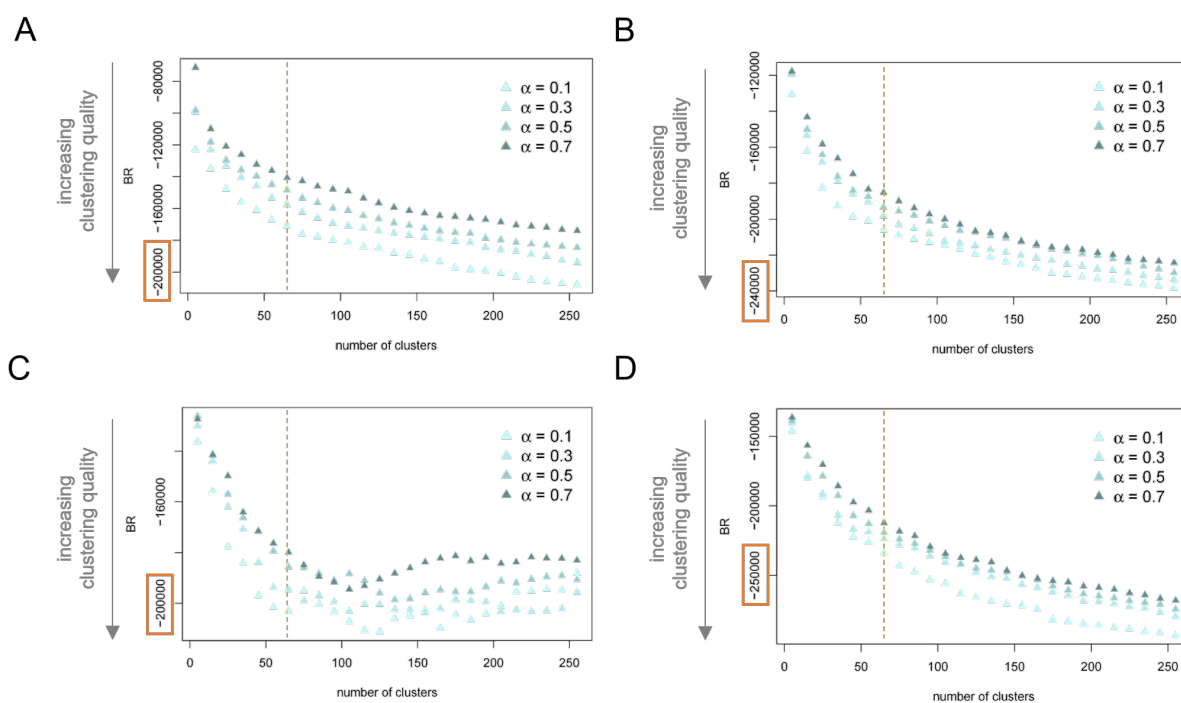 A
increasing
clustering quality
BR
−80000
−120000
−160000
−200000
α = 0.1
α = 0.3
α = 0.5
α = 0.7
0 50 100 150 200 250
number of clusters
B
increasing
clustering quality
BR
−120000
−160000
−200000
−240000
α = 0.1
α = 0.3
α = 0.5
α = 0.7
0 50 100 150 200 250
number of clusters
C
increasing
clustering quality
BR
−160000
−200000
α = 0.1
α = 0.3
α = 0.5
α = 0.7
0 50 100 150 200 250
number of clusters
D
increasing
clustering quality
BR
−150000
−200000
−250000
α = 0.1
α = 0.3
α = 0.5
α = 0.7
0 50 100 150 200 250
number of clusters